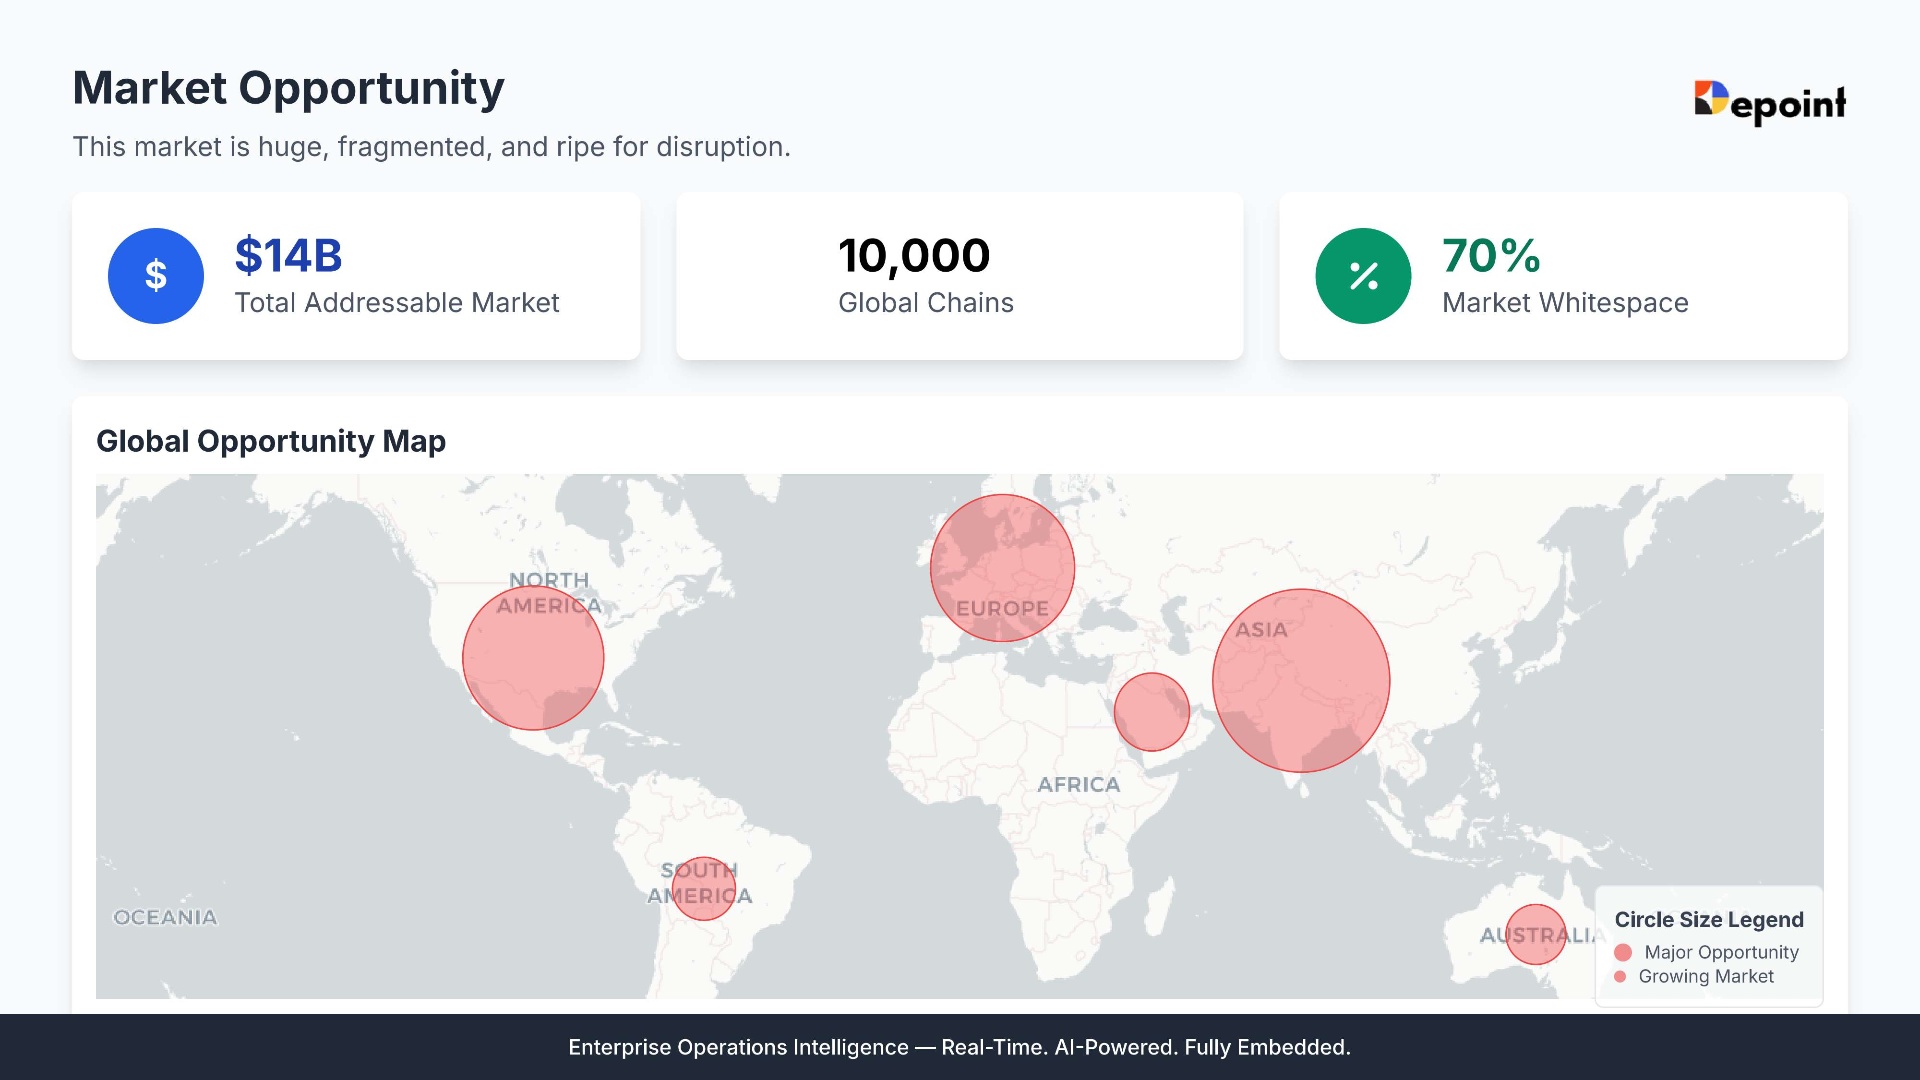 Market Opportunity
This market is huge, fragmented, and ripe for disruption.
Depoint
$
$14B
Total Addressable Market
10,000
Global Chains
%
70%
Market Whitespace
Global Opportunity Map
NORTH
AMERICA
EUROPE
ASIA
AFRICA
SOUTH
AMERICA
OCEANIA
AUSTRALIA
Circle Size Legend
Major Opportunity
Growing Market
Enterprise Operations Intelligence — Real-Time. AI-Powered. Fully Embedded.